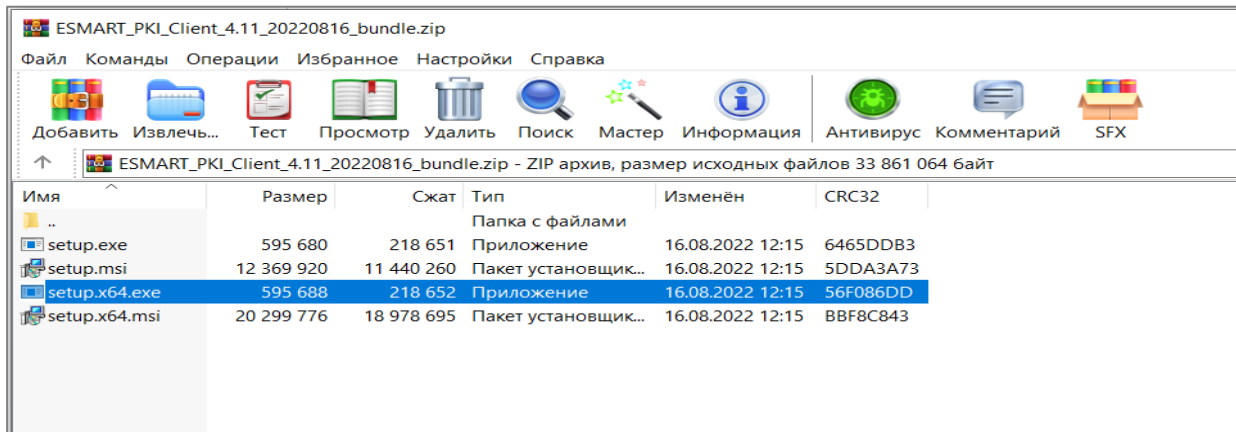 ESMART_PKI_Client_4.11_20220816_bundle.zip
Файл Команды Операции Избранное Настройки Справка
Добавить Извлечь... Тест Просмотр Удалить Поиск Мастер Информация Антивирус Комментарий SFX
ESMART_PKI_Client_4.11_20220816_bundle.zip - ZIP архив, размер исходных файлов 33 861 064 байт
Имя Размер Сжат Тип Изменён CRC32
.. Папка с файлами
setup.exe 595 680 218 651 Приложение 16.08.2022 12:15 6465DDB3
setup.msi 12 369 920 11 440 260 Пакет установщик... 16.08.2022 12:15 5DDA3A73
setup.x64.exe 595 688 218 652 Приложение 16.08.2022 12:15 56F086DD
setup.x64.msi 20 299 776 18 978 695 Пакет установщик... 16.08.2022 12:15 BBF8C843